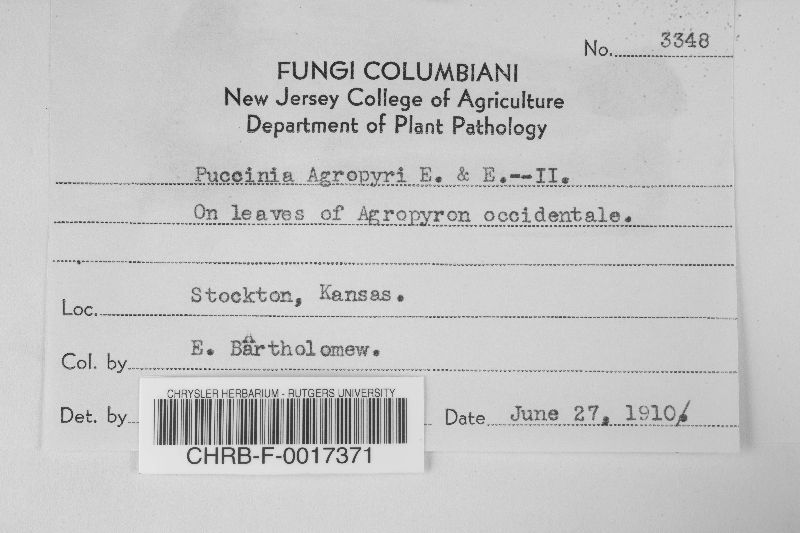 No. 3348
FUNGI COLUMBIANI
New Jersey College of Agriculture
Department of Plant Pathology
Puccinia Agropyri E. & E.--II.
On leaves of Agropyron occidentale.
Loc. Stockton, Kansas.
Col. by E. Bartholomew.
Det. by
Date June 27, 1910.
CHRYSLER HERBARIUM - RUTGERS UNIVERSITY
CHRB-F-0017371